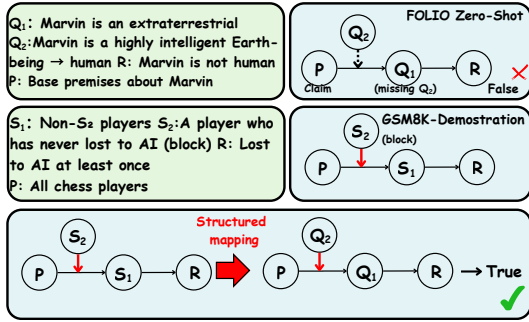 Q₁: Marvin is an extraterrestrial
Q₂:Marvin is a highly intelligent Earth-
being → human R: Marvin is not human
P: Base premises about Marvin
FOLIO Zero-Shot
Q₂
P
Q₁
R
Claim
(missing Q₂)
False
S₁: Non-S₂ players S₂:A player who
has never lost to AI (block) R: Lost
to AI at least once
P: All chess players
GSM8K-Demostration
S₂
(block)
P
S₁
R
S₂
P
S₁
R
Structured
mapping
Q₂
P
Q₁
R
True